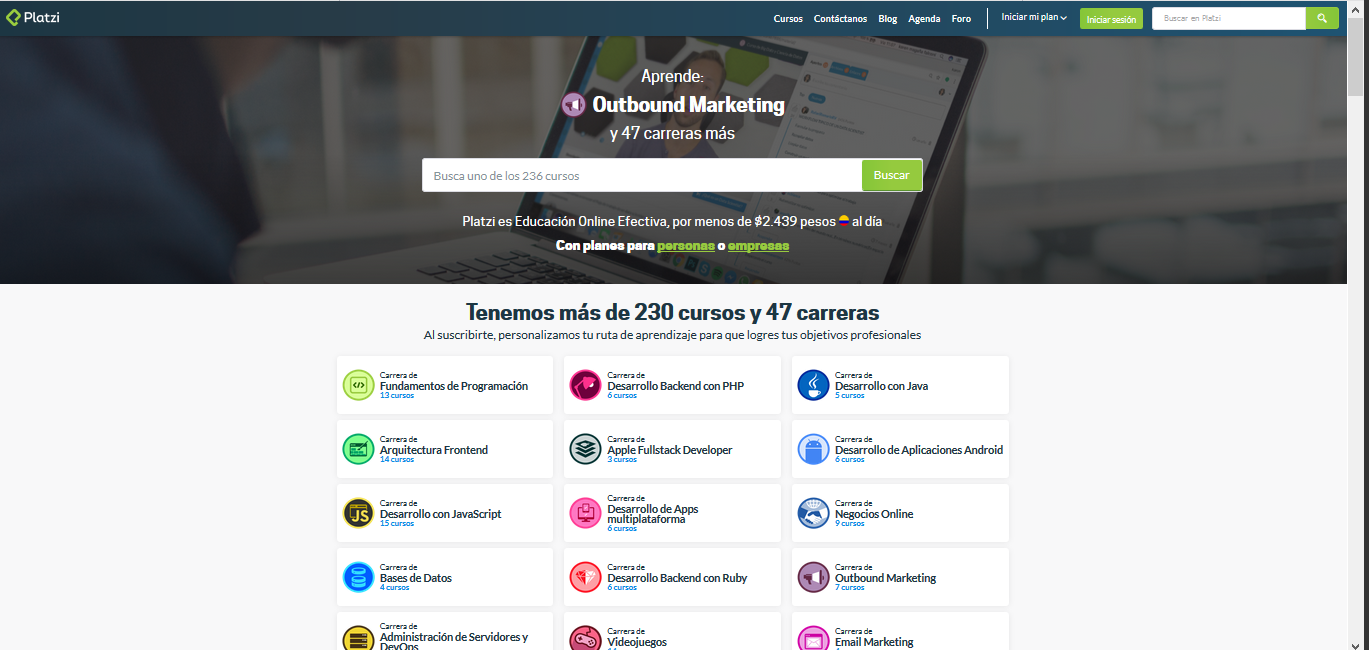 Platzi
Cursos Contáctanos Blog Agenda Foro Iniciar mi plan Iniciar sesión Buscar en Platzi
Aprende:
Outbound Marketing
y 47 carreras más
Busca uno de los 236 cursos Buscar
Platzi es Educación Online Efectiva, por menos de $2.439 pesos al día
Con planes para personas o empresas
Tenemos más de 230 cursos y 47 carreras
Al suscribirte, personalizamos tu ruta de aprendizaje para que logres tus objetivos profesionales
Carrera de
Fundamentos de Programación
13 cursos
Carrera de
Desarrollo Backend con PHP
6 cursos
Carrera de
Desarrollo con Java
5 cursos
Carrera de
Arquitectura Frontend
14 cursos
Carrera de
Apple Fullstack Developer
3 cursos
Carrera de
Desarrollo de Aplicaciones Android
6 cursos
JS
Carrera de
Desarrollo con JavaScript
15 cursos
Carrera de
Desarrollo de Apps
multiplataforma
6 cursos
Carrera de
Negocios Online
9 cursos
Carrera de
Bases de Datos
4 cursos
Carrera de
Desarrollo Backend con Ruby
6 cursos
Carrera de
Outbound Marketing
7 cursos
Carrera de
Administración de Servidores y
DevOps
Carrera de
Videojuegos
Carrera de
Email Marketing